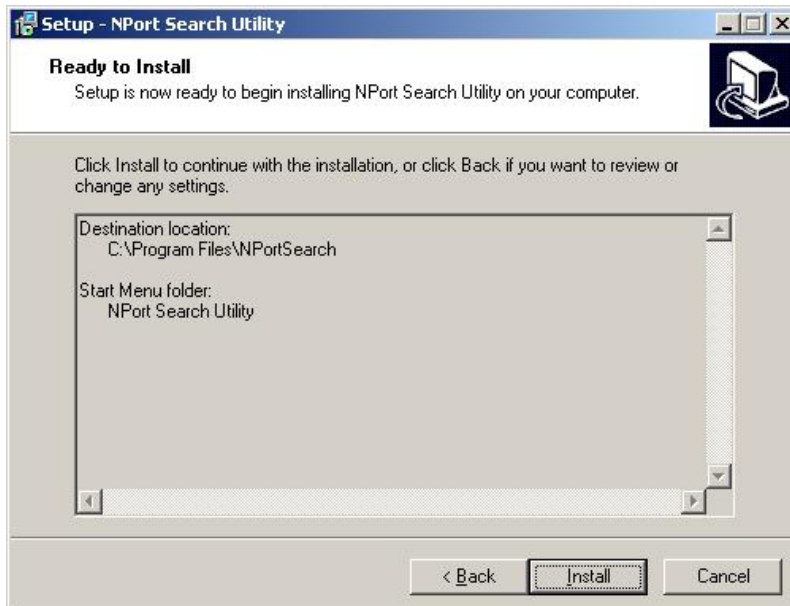 Setup - NPort Search Utility
Ready to Install
Setup is now ready to begin installing NPort Search Utility on your computer.
Click Install to continue with the installation, or click Back if you want to review or
change any settings.
Destination location:
C:\Program Files\NPortSearch
Start Menu folder:
NPort Search Utility
< Back
Install
Cancel